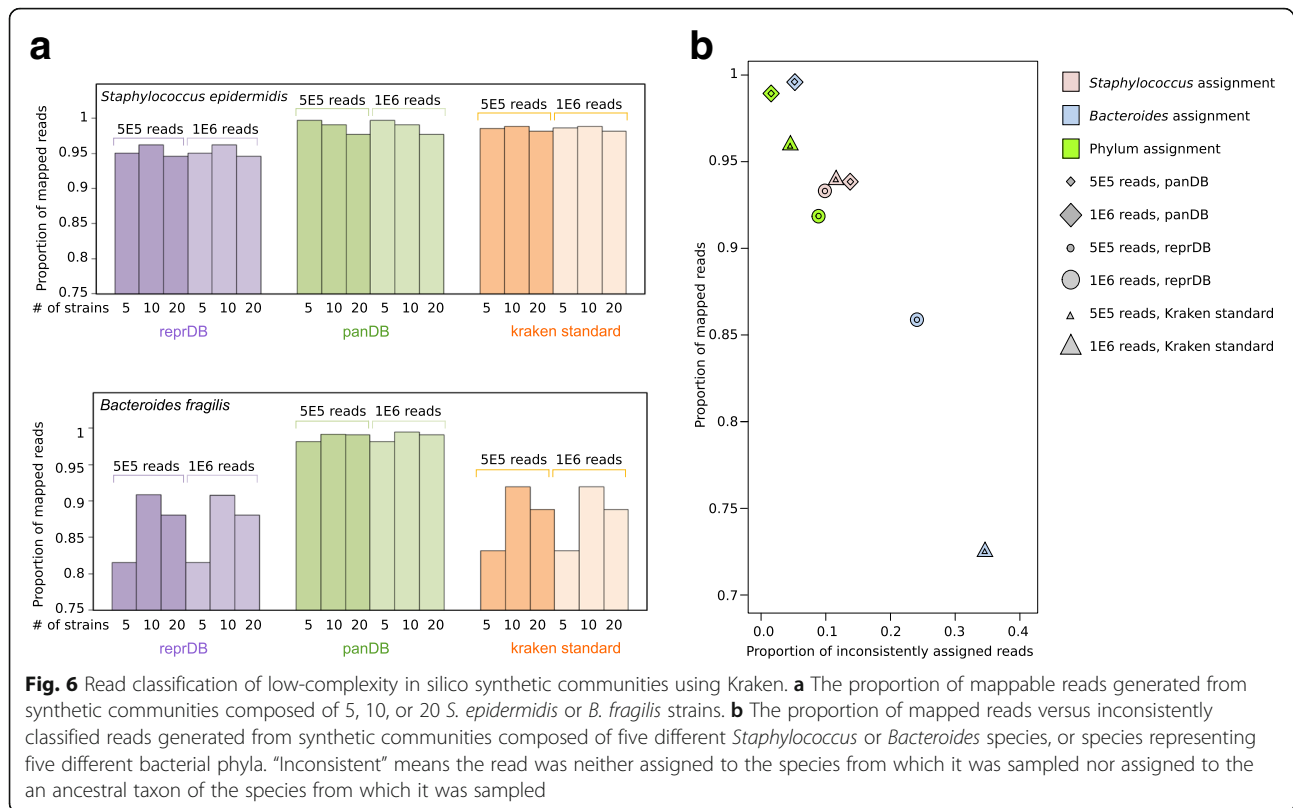 a
Staphylococcus epidermidis
5E5 reads 1E6 reads
5E5 reads 1E6 reads
5E5 reads 1E6 reads
Proportion of mapped reads
1
0.95
0.9
0.85
0.8
0.75
# of strains 5 10 20 5 10 20 5 10 20 5 10 20 5 10 20 5 10 20
reprDB panDB kraken standard
Bacteroides fragilis
5E5 reads 1E6 reads
5E5 reads 1E6 reads
5E5 reads 1E6 reads
Proportion of mapped reads
1
0.95
0.9
0.85
0.8
0.75
# of strains 5 10 20 5 10 20 5 10 20 5 10 20 5 10 20 5 10 20
reprDB panDB kraken standard
b
Proportion of mapped reads
1
0.95
0.9
0.85
0.8
0.75
0.7
0.0 0.1 0.2 0.3 0.4
Proportion of inconsistently assigned reads
Staphylococcus assignment
Bacteroides assignment
Phylum assignment
5E5 reads, panDB
1E6 reads, panDB
5E5 reads, reprDB
1E6 reads, reprDB
5E5 reads, Kraken standard
1E6 reads, Kraken standard
Fig. 6 Read classification of low-complexity in silico synthetic communities using Kraken. a The proportion of mappable reads generated from
synthetic communities composed of 5, 10, or 20 S. epidermidis or B. fragilis strains. b The proportion of mapped reads versus inconsistently
classified reads generated from synthetic communities composed of five different Staphylococcus or Bacteroides species, or species representing
five different bacterial phyla. “Inconsistent” means the read was neither assigned to the species from which it was sampled nor assigned to the
an ancestral taxon of the species from which it was sampled